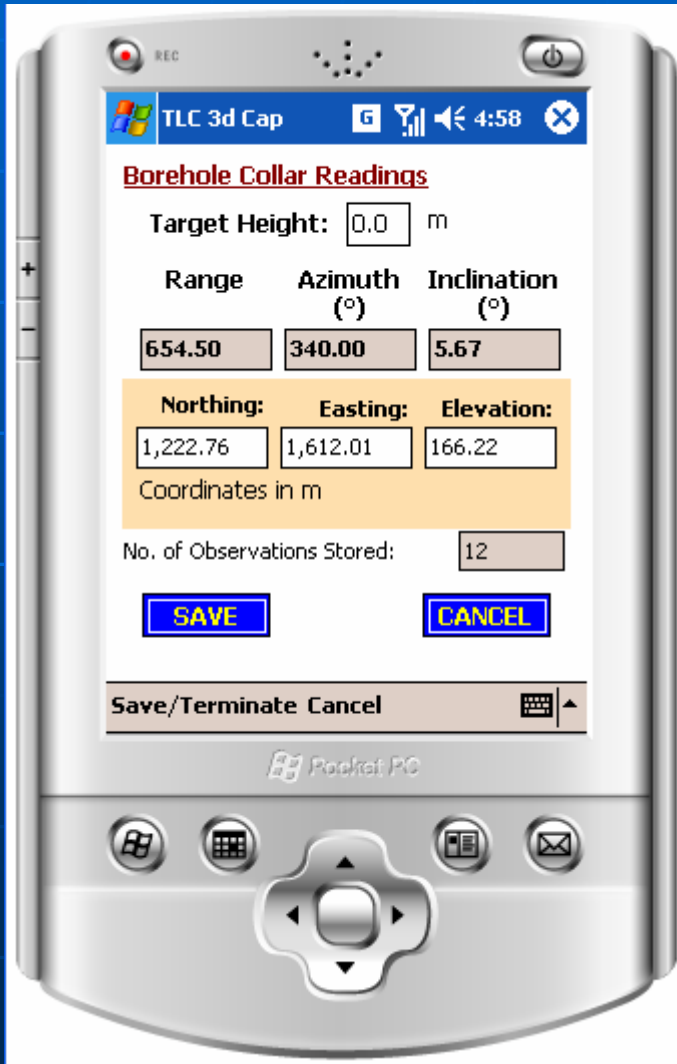 REC
TLC 3d Cap G 4:58
Borehole Collar Readings
Target Height: 0.0 m
Range Azimuth (°) Inclination (°)
654.50 340.00 5.67
Northing: Easting: Elevation:
1,222.76 1,612.01 166.22
Coordinates in m
No. of Observations Stored: 12
SAVE CANCEL
Save/Terminate Cancel
Pocket PC
+
−